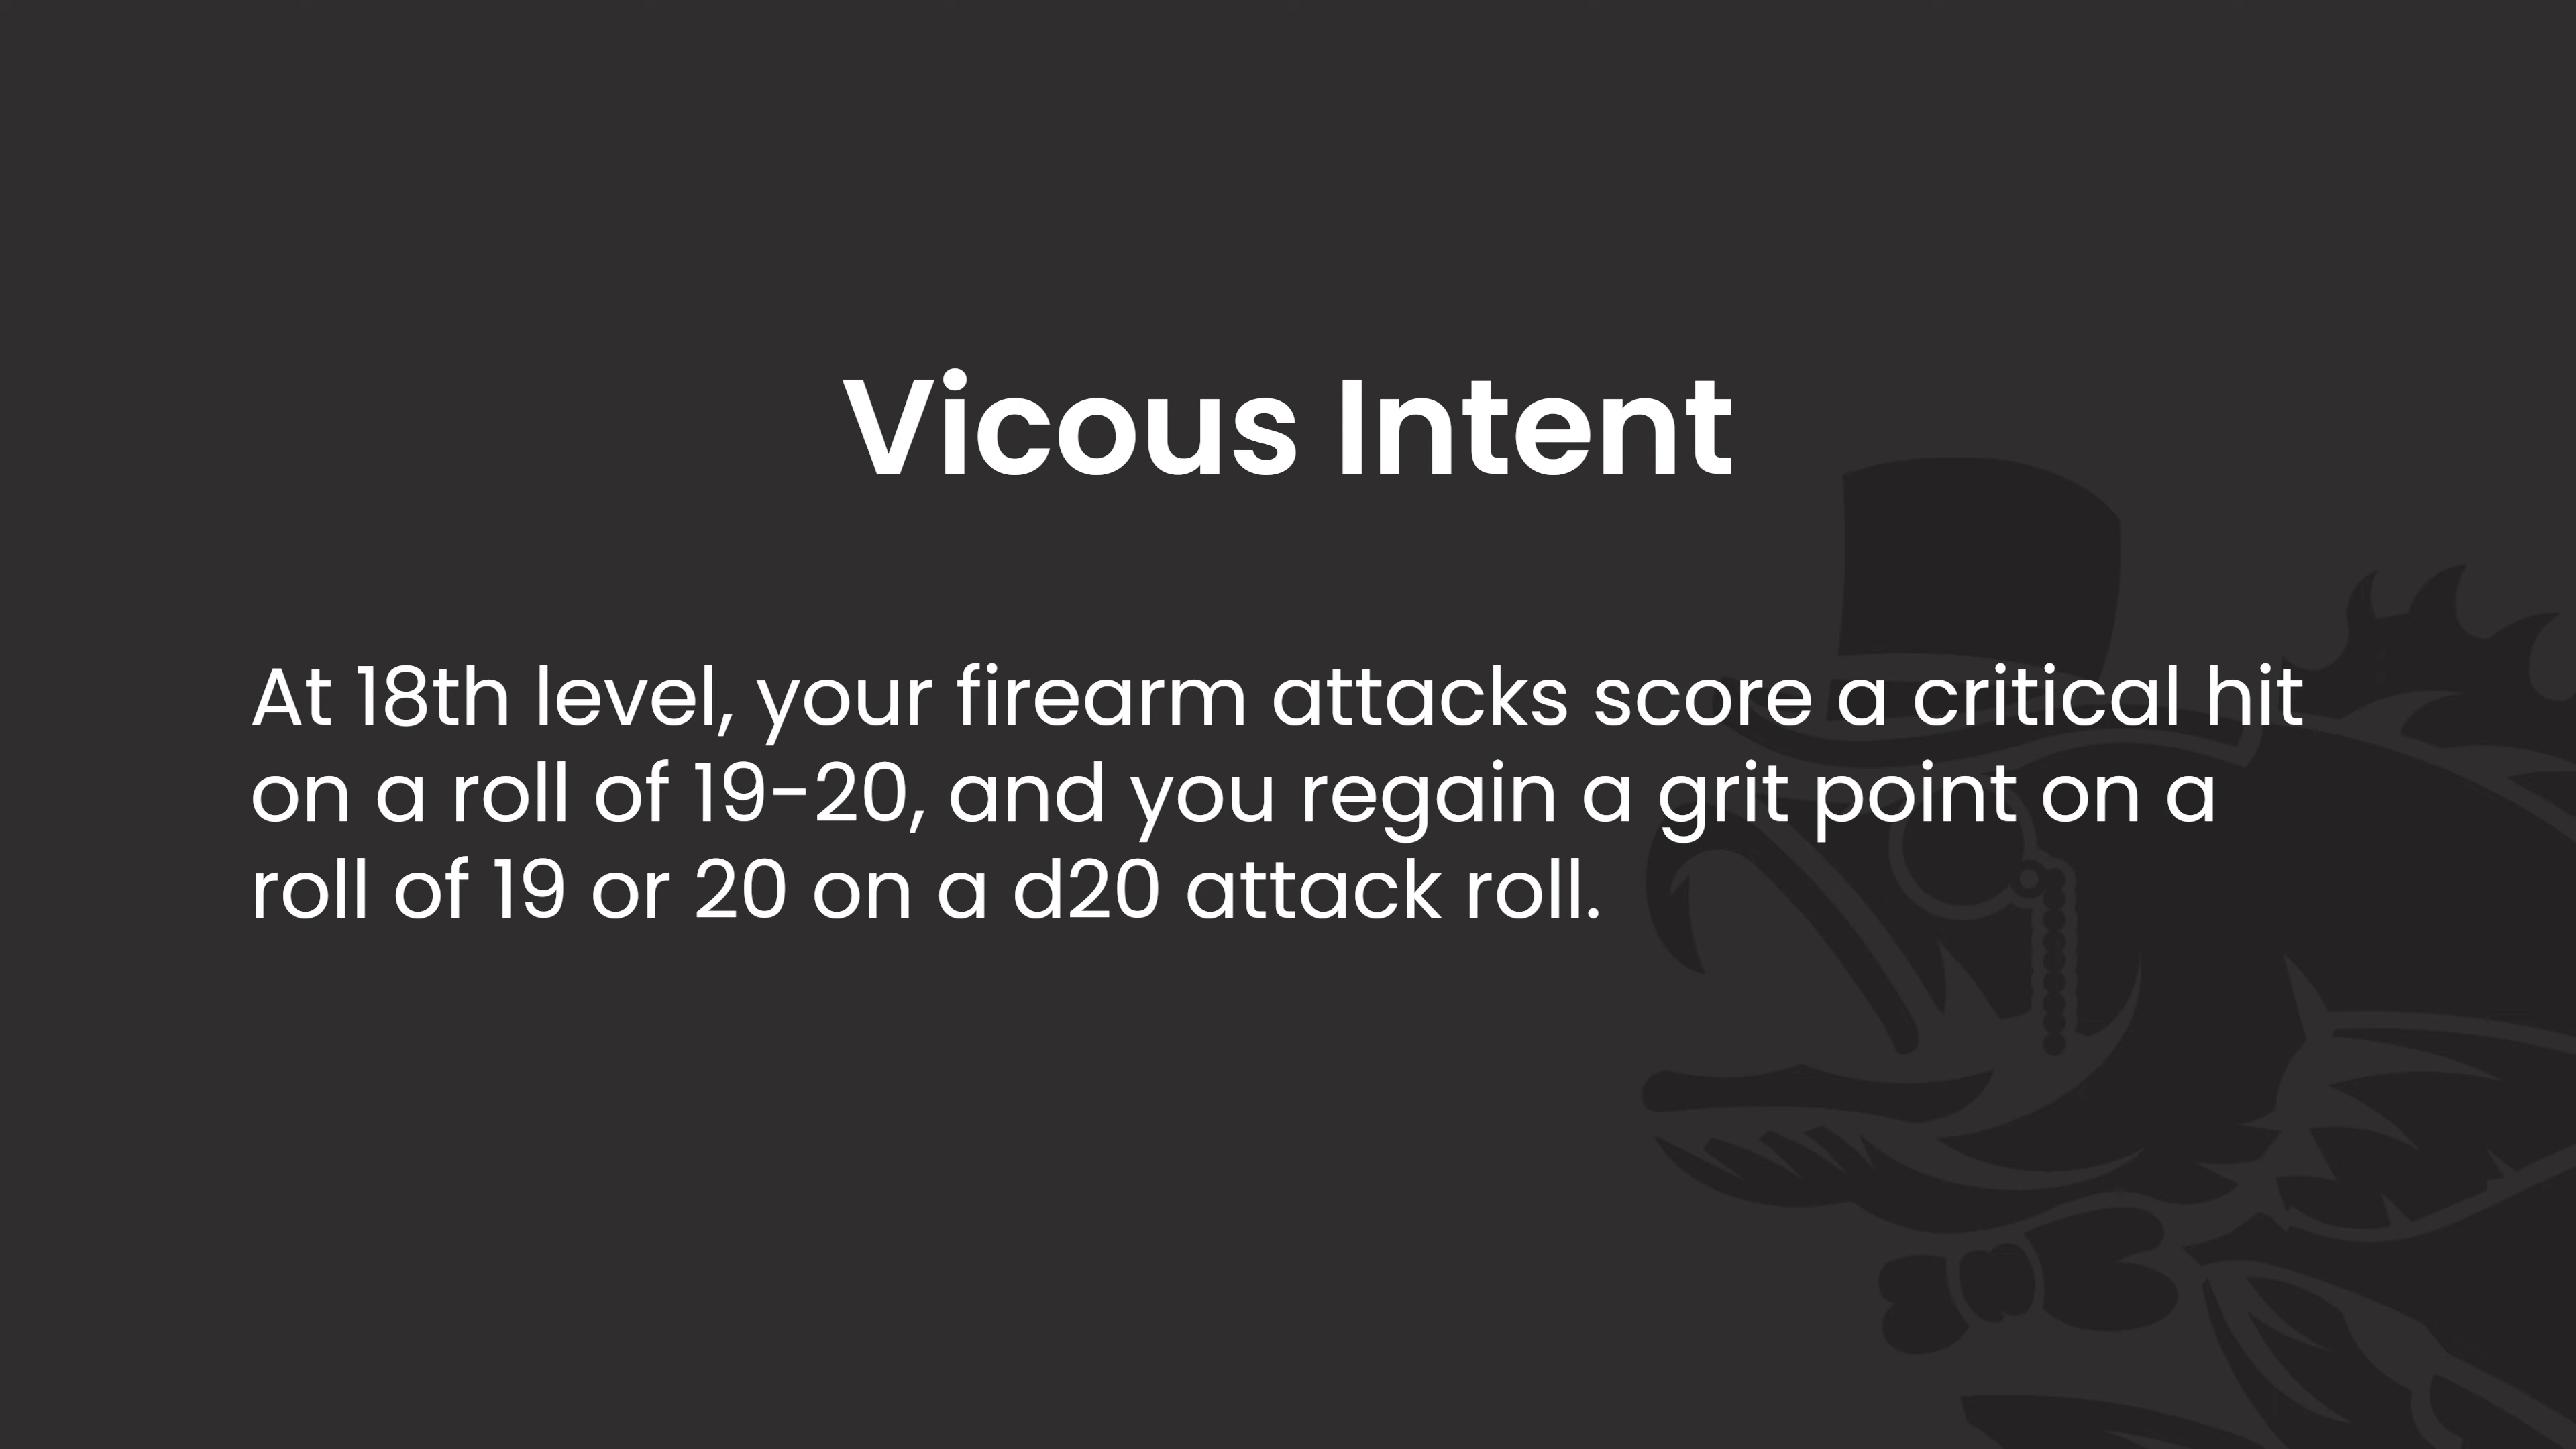 Vicous Intent
At 18th level, your firearm attacks score a critical hit
on a roll of 19-20, and you regain a grit point on a
roll of 19 or 20 on a d20 attack roll.